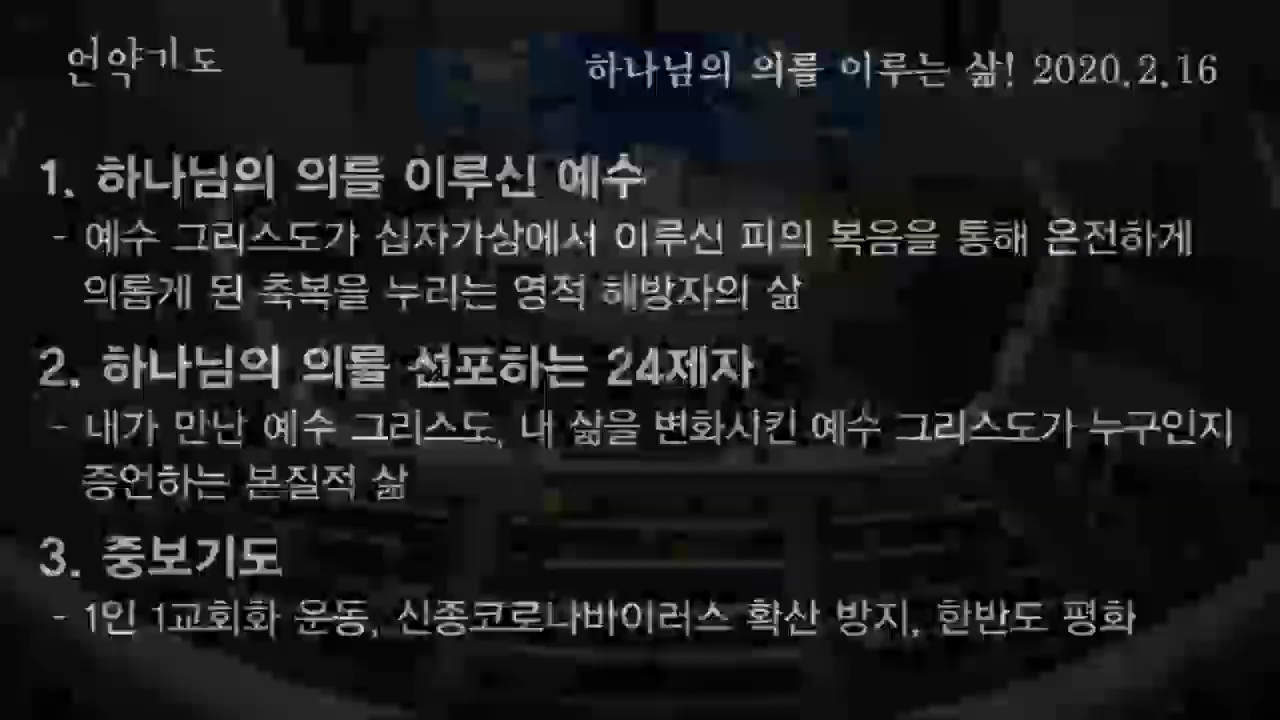 언약기도
하나님의 의를 이루는 삶! 2020.2.16
1. 하나님의 의를 이루신 예수
- 예수 그리스도가 십자가상에서 이루신 피의 복음을 통해 온전하게
의롭게 된 축복을 누리는 영적 해방자의 삶
2. 하나님의 의를 선포하는 24제자
- 내가 만난 예수 그리스도, 내 삶을 변화시킨 예수 그리스도가 누구인지
증언하는 본질적 삶
3. 중보기도
- 1인 1교회화 운동, 신종코로나바이러스 확산 방지, 한반도 평화